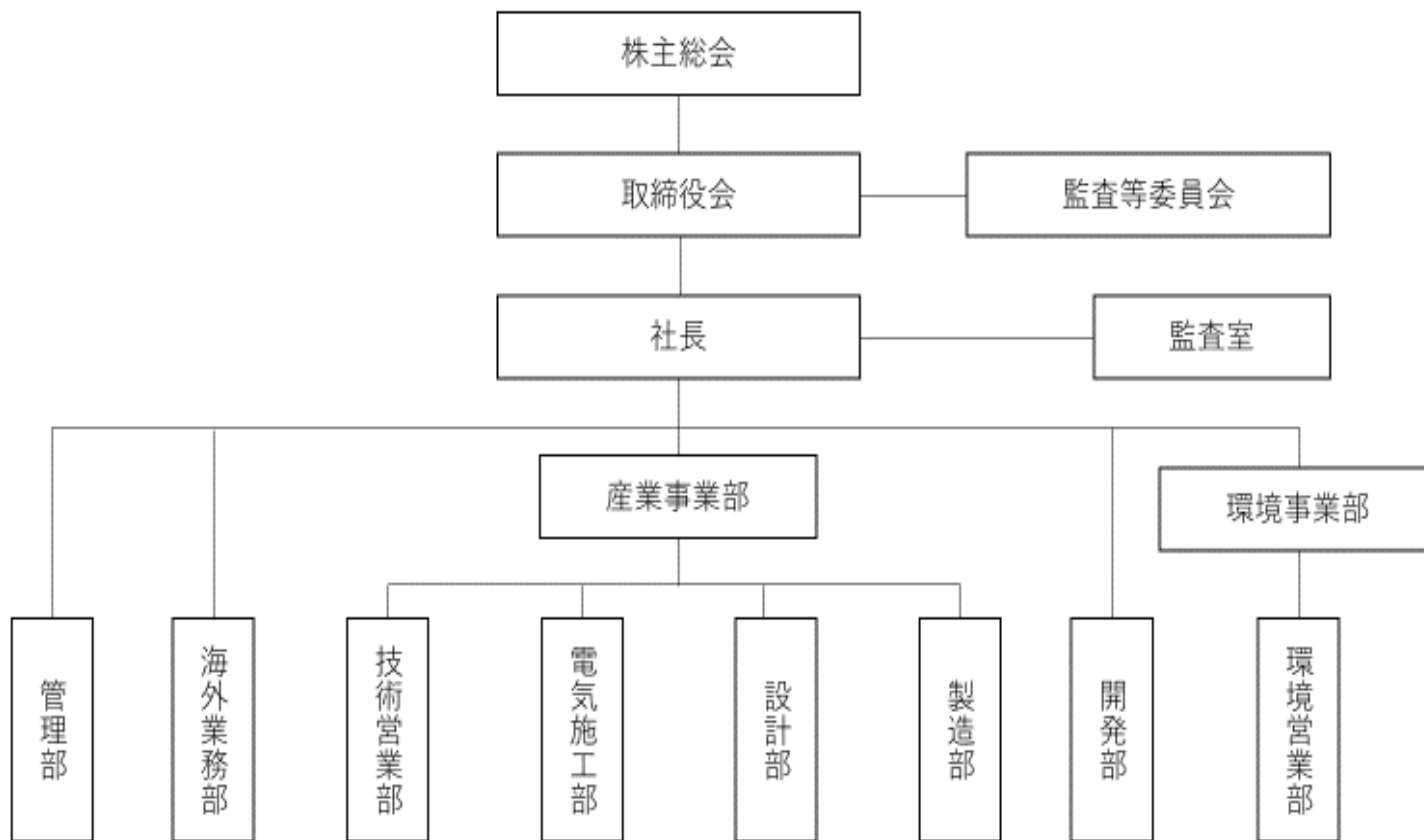 株主総会
取締役会
監査等委員会
社長
監査室
産業事業部
環境事業部
管理部
海外業務部
技術営業部
電気施工部
設計部
製造部
開発部
環境営業部